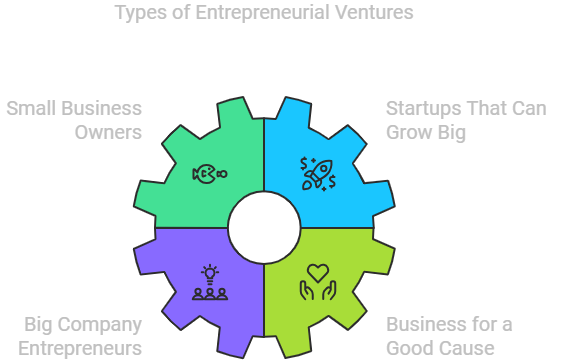 Types of Entrepreneurial Ventures
Small Business
Owners
Startups That Can
Grow Big
Big Company
Entrepreneurs
Business for a
Good Cause